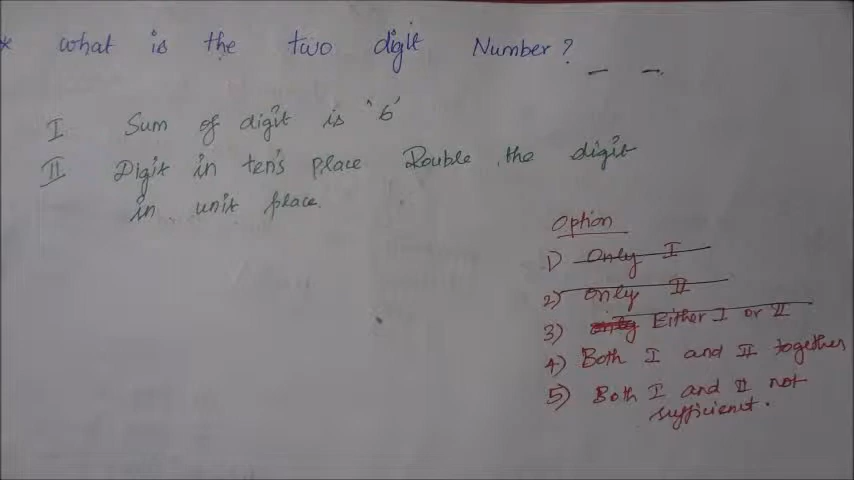 * What is the two digit Number? _ _
I Sum of digit is '6'
II Digit in ten's place Double the digit
in unit place.
Option
1) Only I
2) Only II
3) Either I or II
4) Both I and II together
5) Both I and II not
sufficient.